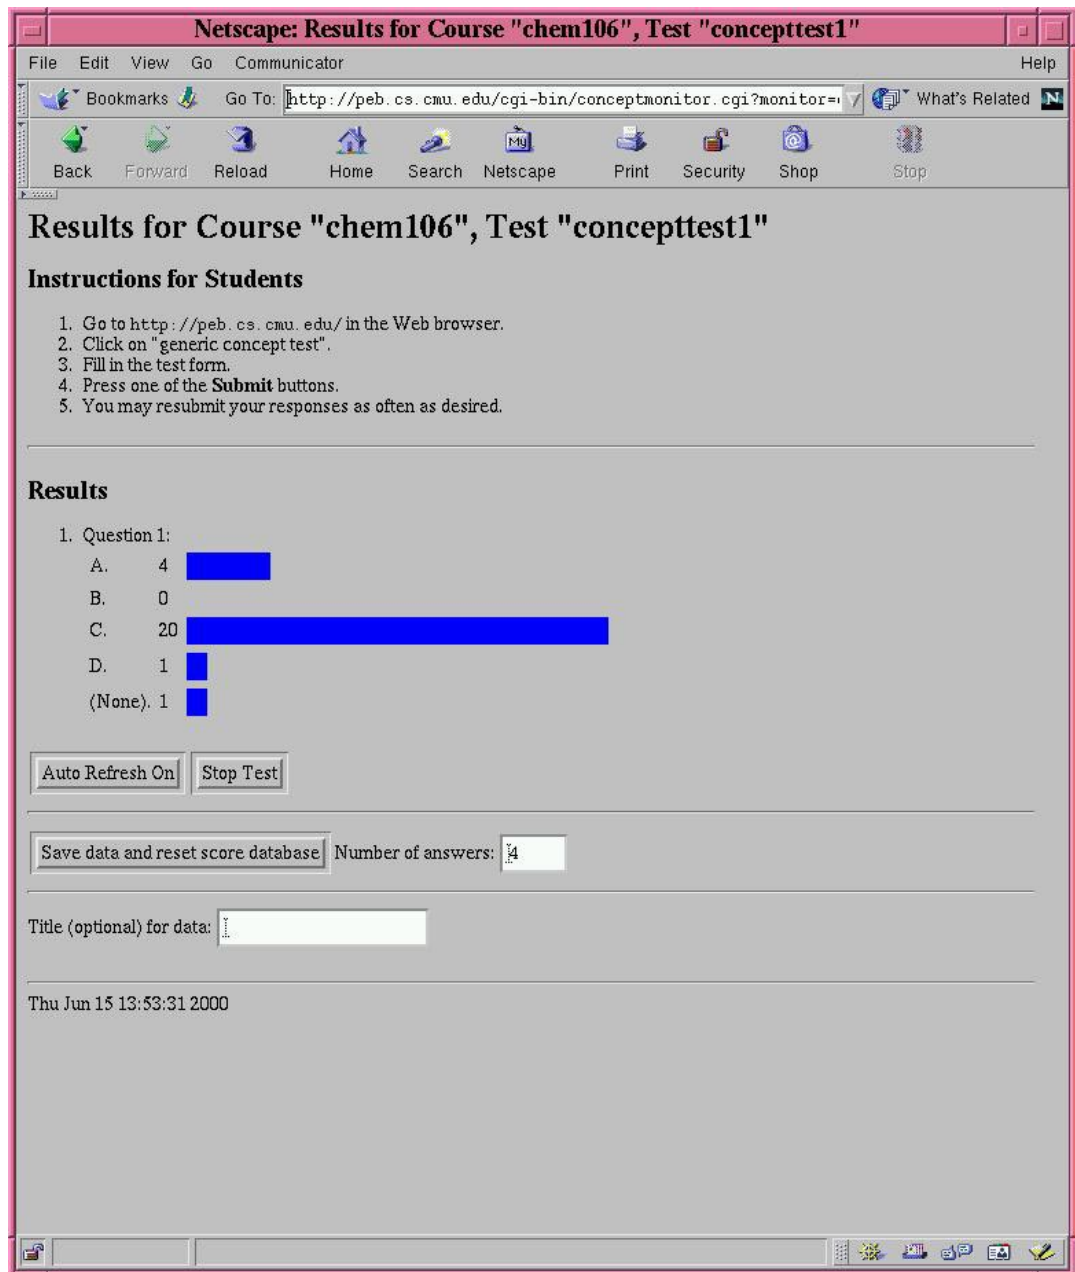 Netscape: Results for Course "chem106", Test "concepttest1"
File Edit View Go Communicator Help
Bookmarks Go To: http://peb.cs.cmu.edu/cgi-bin/conceptmonitor.cgi?monitor= What's Related N
My
Back Forward Reload Home Search Netscape Print Security Shop Stop
Results for Course "chem106", Test "concepttest1"
Instructions for Students
1. Go to http://peb.cs.cmu.edu/ in the Web browser.
2. Click on "generic concept test".
3. Fill in the test form.
4. Press one of the Submit buttons.
5. You may resubmit your responses as often as desired.
Results
1. Question 1:
A. 4
B. 0
C. 20
D. 1
(None). 1
Auto Refresh On Stop Test
Save data and reset score database Number of answers: 4
Title (optional) for data:
Thu Jun 15 13:53:31 2000